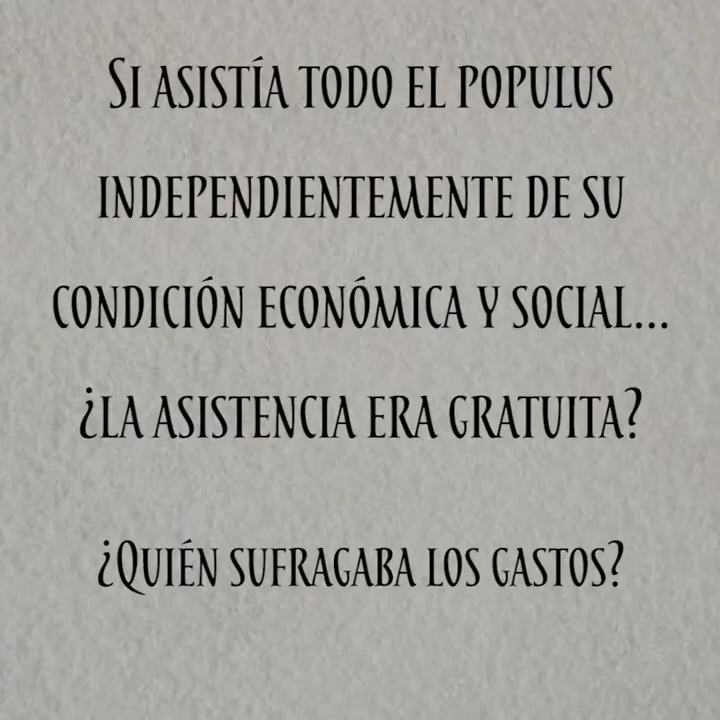 Si asistía todo el populus
independientemente de su
condición económica y social...
¿la asistencia era gratuita?
¿Quién sufragaba los gastos?